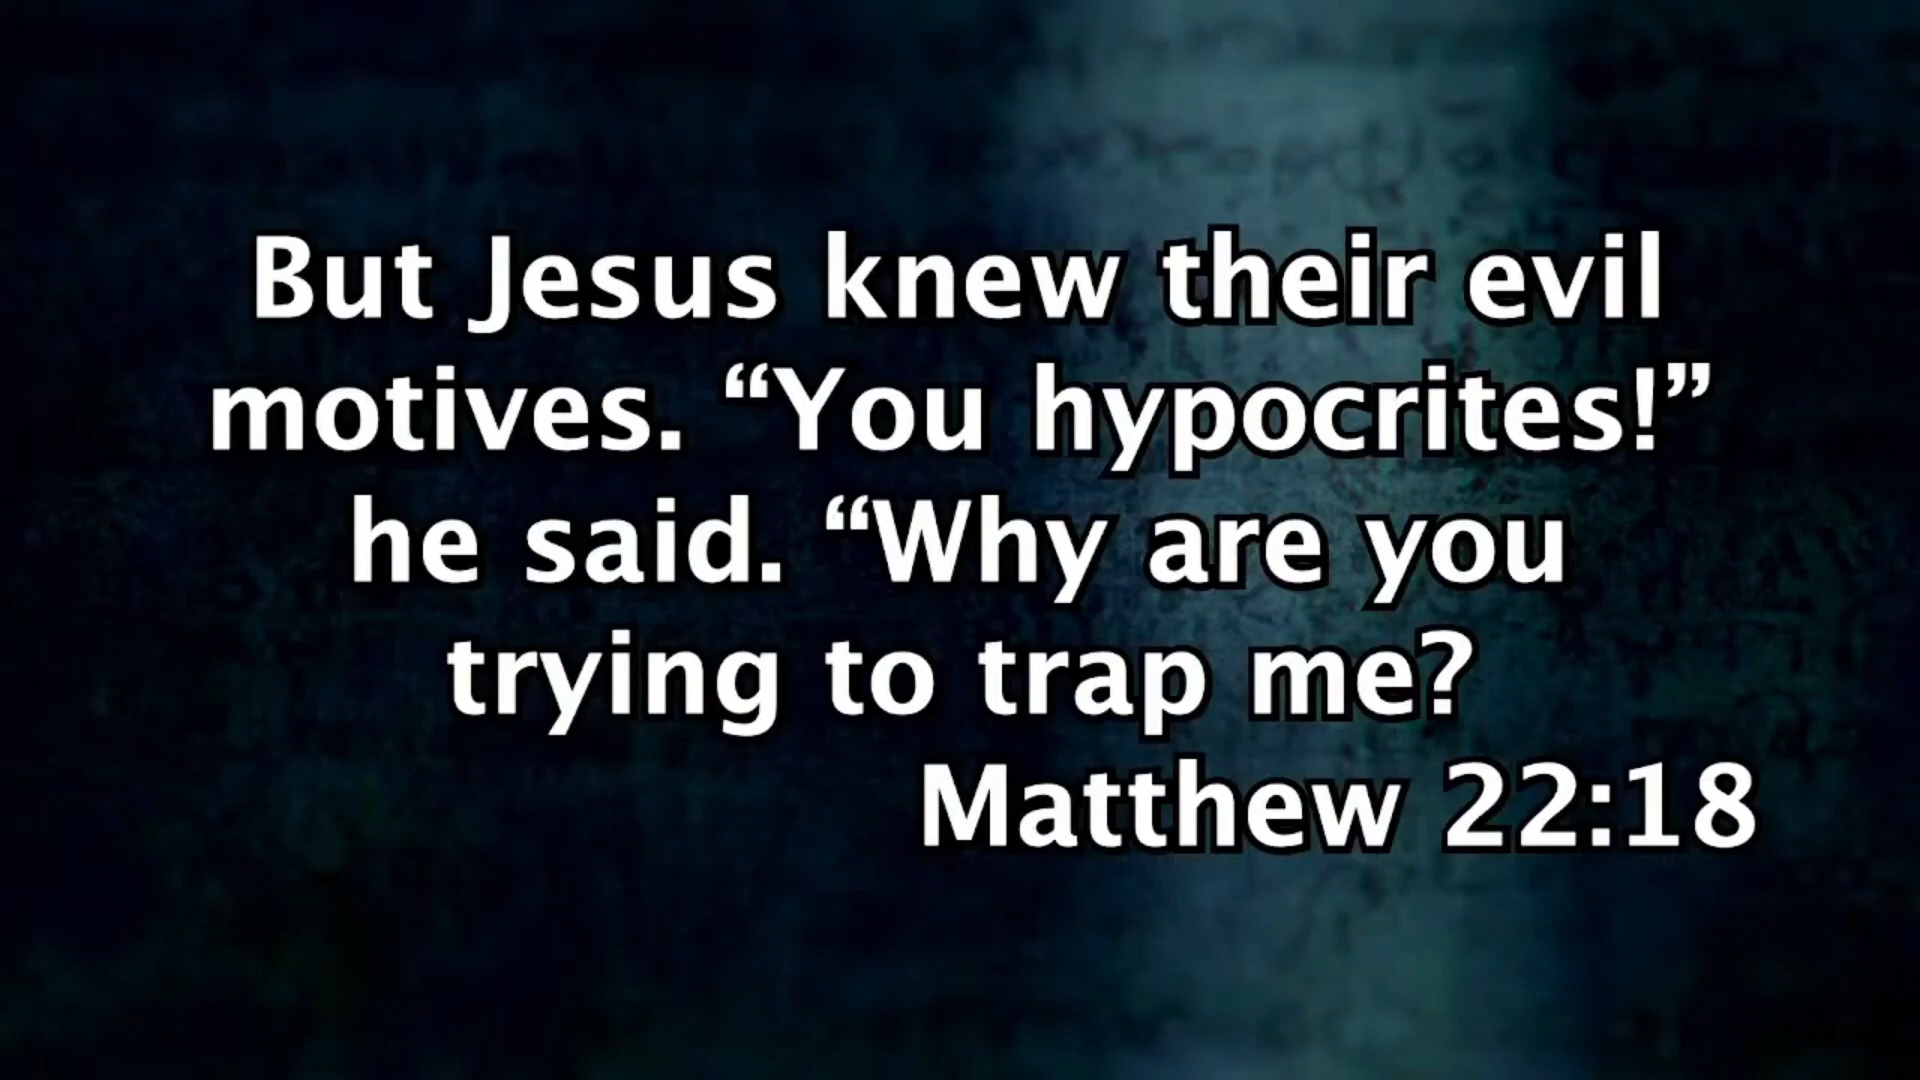 But Jesus knew their evil
motives. “You hypocrites!”
he said. “Why are you
trying to trap me?
Matthew 22:18